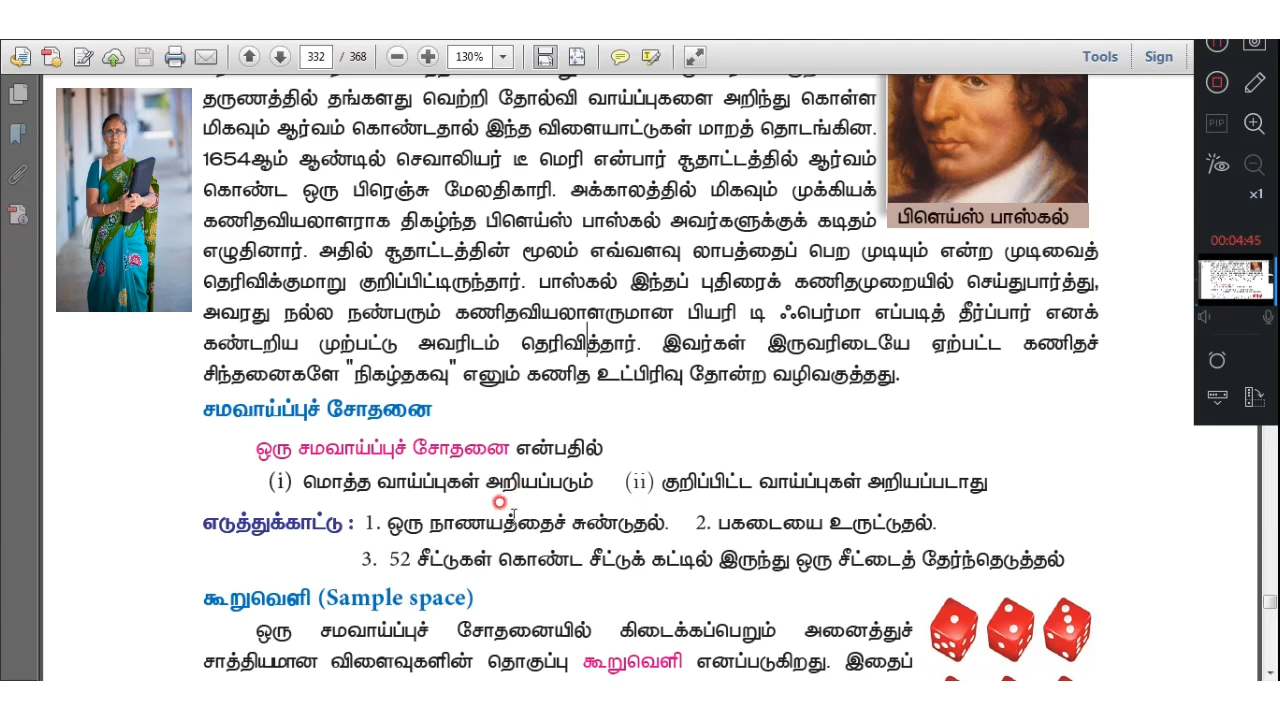 332 / 368
130%
Tools
Sign
தருணத்தில் தங்களது வெற்றி தோல்வி வாய்ப்புகளை அறிந்து கொள்ள
மிகவும் ஆர்வம் கொண்டதால் இந்த விளையாட்டுகள் மாறத் தொடங்கின.
1654ஆம் ஆண்டில் செவாலியர் டீ மெரி என்பார் சூதாட்டத்தில் ஆர்வம்
கொண்ட ஒரு பிரெஞ்சு மேலதிகாரி. அக்காலத்தில் மிகவும் முக்கியக்
கணிதவியலாளராக திகழ்ந்த பிளெய்ஸ் பாஸ்கல் அவர்களுக்குக் கடிதம்
பிளெய்ஸ் பாஸ்கல்
எழுதினார். அதில் சூதாட்டத்தின் மூலம் எவ்வளவு லாபத்தைப் பெற முடியும் என்ற முடிவைத்
தெரிவிக்குமாறு குறிப்பிட்டிருந்தார். பாஸ்கல் இந்தப் புதிரைக் கணிதமுறையில் செய்துபார்த்து,
அவரது நல்ல நண்பரும் கணிதவியலாளருமான பியரி டி ஃபெர்மா எப்படித் தீர்ப்பார் எனக்
கண்டறிய முற்பட்டு அவரிடம் தெரிவித்தார். இவர்கள் இருவரிடையே ஏற்பட்ட கணிதச்
சிந்தனைகளே "நிகழ்தகவு" எனும் கணித உட்பிரிவு தோன்ற வழிவகுத்தது.
சமவாய்ப்புச் சோதனை
ஒரு சமவாய்ப்புச் சோதனை என்பதில்
(i) மொத்த வாய்ப்புகள் அறியப்படும் (ii) குறிப்பிட்ட வாய்ப்புகள் அறியப்படாது
எடுத்துக்காட்டு : 1. ஒரு நாணயத்தைச் சுண்டுதல். 2. பகடையை உருட்டுதல்.
3. 52 சீட்டுகள் கொண்ட சீட்டுக் கட்டில் இருந்து ஒரு சீட்டைத் தேர்ந்தெடுத்தல்
கூறுவெளி (Sample space)
ஒரு சமவாய்ப்புச் சோதனையில் கிடைக்கப்பெறும் அனைத்துச்
சாத்தியமான விளைவுகளின் தொகுப்பு கூறுவெளி எனப்படுகிறது. இதைப்
PIP
x1
00:04:45